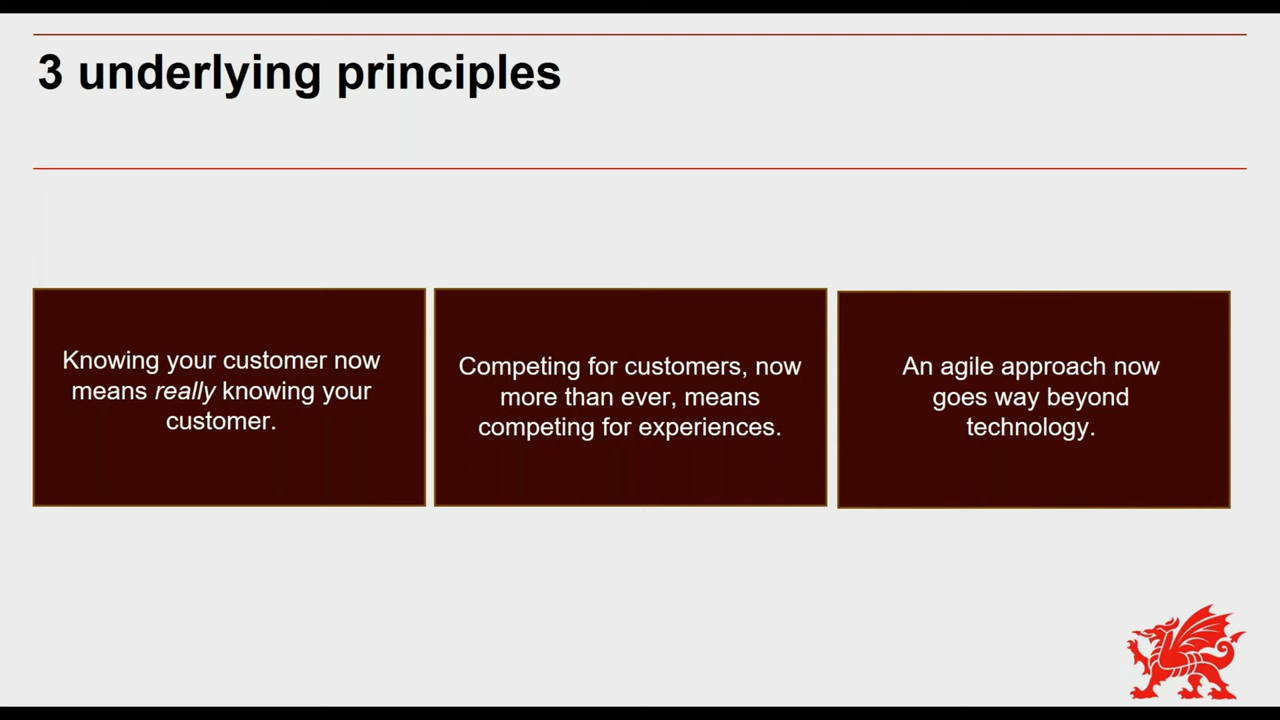 3 underlying principles
Knowing your customer now
means really knowing your
customer.
Competing for customers, now
more than ever, means
competing for experiences.
An agile approach now
goes way beyond
technology.